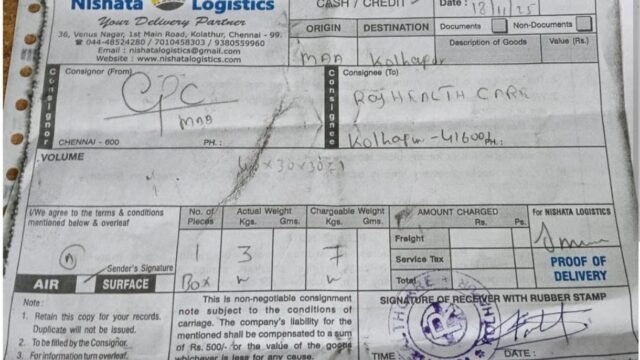 Nishata Logistics
Your Delivery Partner
36, Venus Nagar, 1st Main Road, Kolathur, Chennai - 99.
☎ 044-48524280 / 7010458303 / 9380559960
Email : nishatalogistics@gmail.com
Website : www.nishatalogistics.com
CASH / CREDIT
Date : 18/11/25
ORIGIN DESTINATION
Documents Non-Documents
MAA Kolhapur
Description of Goods Value (Rs.)
Consignor
Consignor (From)
CPC
MAA
CHENNAI - 600 PH. :
Consignee
Consignee (To)
ROJ HEALTH CARE
Kolhapur - 41600 PH. :
VOLUME
40x30x30=1
I/We agree to the terms & conditions
mentioned below & overleaf
Sender's Signature
AIR SURFACE
No. of Pieces Actual Weight Kgs. Gms. Chargeable Weight Kgs. Gms.
1 3 7
Box
AMOUNT CHARGED Rs. Ps.
Freight
Service Tax
Total
For NISHATA LOGISTICS
PROOF OF
DELIVERY
Note :
1. Retain this copy for your records.
Duplicate will not be issued.
2. To be filled by the Consignor.
3. For information turn overleaf.
This is non-negotiable consignment
note subject to the conditions of
carriage. The company's liability for the
mentioned shall be compensated to a sum
of Rs. 500/- or the value of the goods
whichever is less for any cause.
SIGNATURE OF RECEIVER WITH RUBBER STAMP
TIME DATE